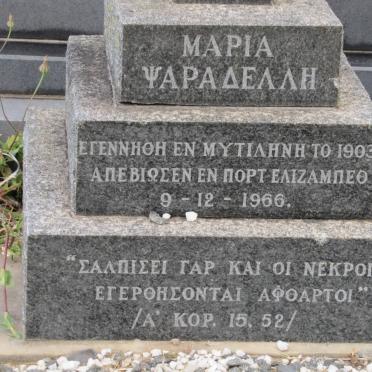 ΜΑΡΙΑ
ΨΑΡΑΔΕΛΛΗ
ΕΓΕΝΝΗΘΗ ΕΝ ΜΥΤΙΛΗΝΗ ΤΟ 1903
ΑΠΕΒΙΩΣΕΝ ΕΝ ΠΟΡΤ ΕΛΙΖΑΜΠΕΘ
9 - 12 - 1966.
"ΣΑΛΠΙΣΕΙ ΓΑΡ ΚΑΙ ΟΙ ΝΕΚΡΟΙ
ΕΓΕΡΘΗΣΟΝΤΑΙ ΑΦΘΑΡΤΟΙ"
/Α' ΚΟΡ. 15, 52/